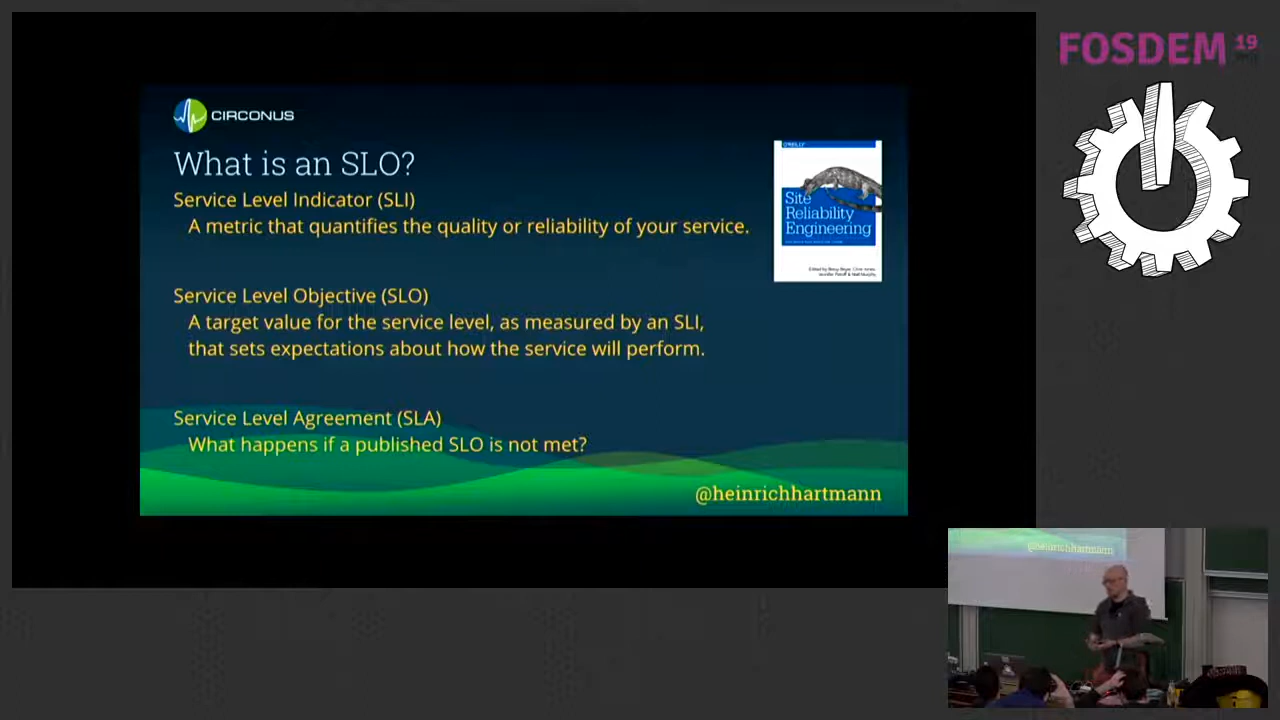 FOSDEM 19
CIRCONUS
What is an SLO?
Service Level Indicator (SLI)
A metric that quantifies the quality or reliability of your service.
O'REILLY
Site
Reliability
Engineering
Service Level Objective (SLO)
A target value for the service level, as measured by an SLI,
that sets expectations about how the service will perform.
Service Level Agreement (SLA)
What happens if a published SLO is not met?
@heinrichhartmann
@heinrichhartmann